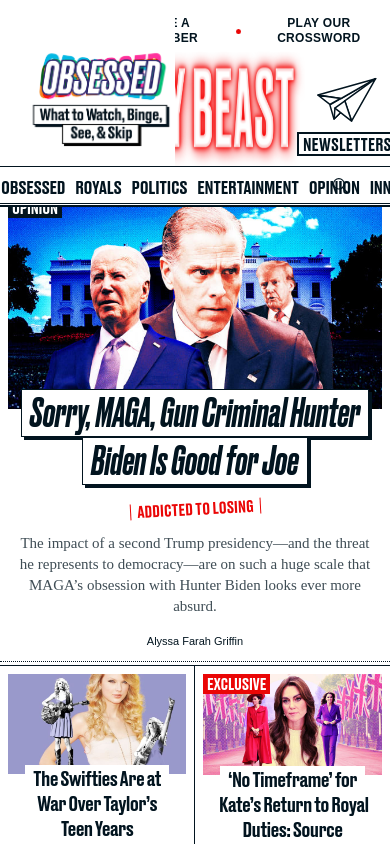 E A
BER
PLAY OUR
CROSSWORD
OBSESSED
What to Watch, Binge,
See, & Skip
Y BEAST
NEWSLETTERS
OBSESSED ROYALS POLITICS ENTERTAINMENT OPINION INN
OPINION
Sorry, MAGA, Gun Criminal Hunter
Biden Is Good for Joe
ADDICTED TO LOSING
The impact of a second Trump presidency—and the threat
he represents to democracy—are on such a huge scale that
MAGA’s obsession with Hunter Biden looks ever more
absurd.
Alyssa Farah Griffin
The Swifties Are at
War Over Taylor’s
Teen Years
EXCLUSIVE
‘No Timeframe’ for
Kate’s Return to Royal
Duties: Source